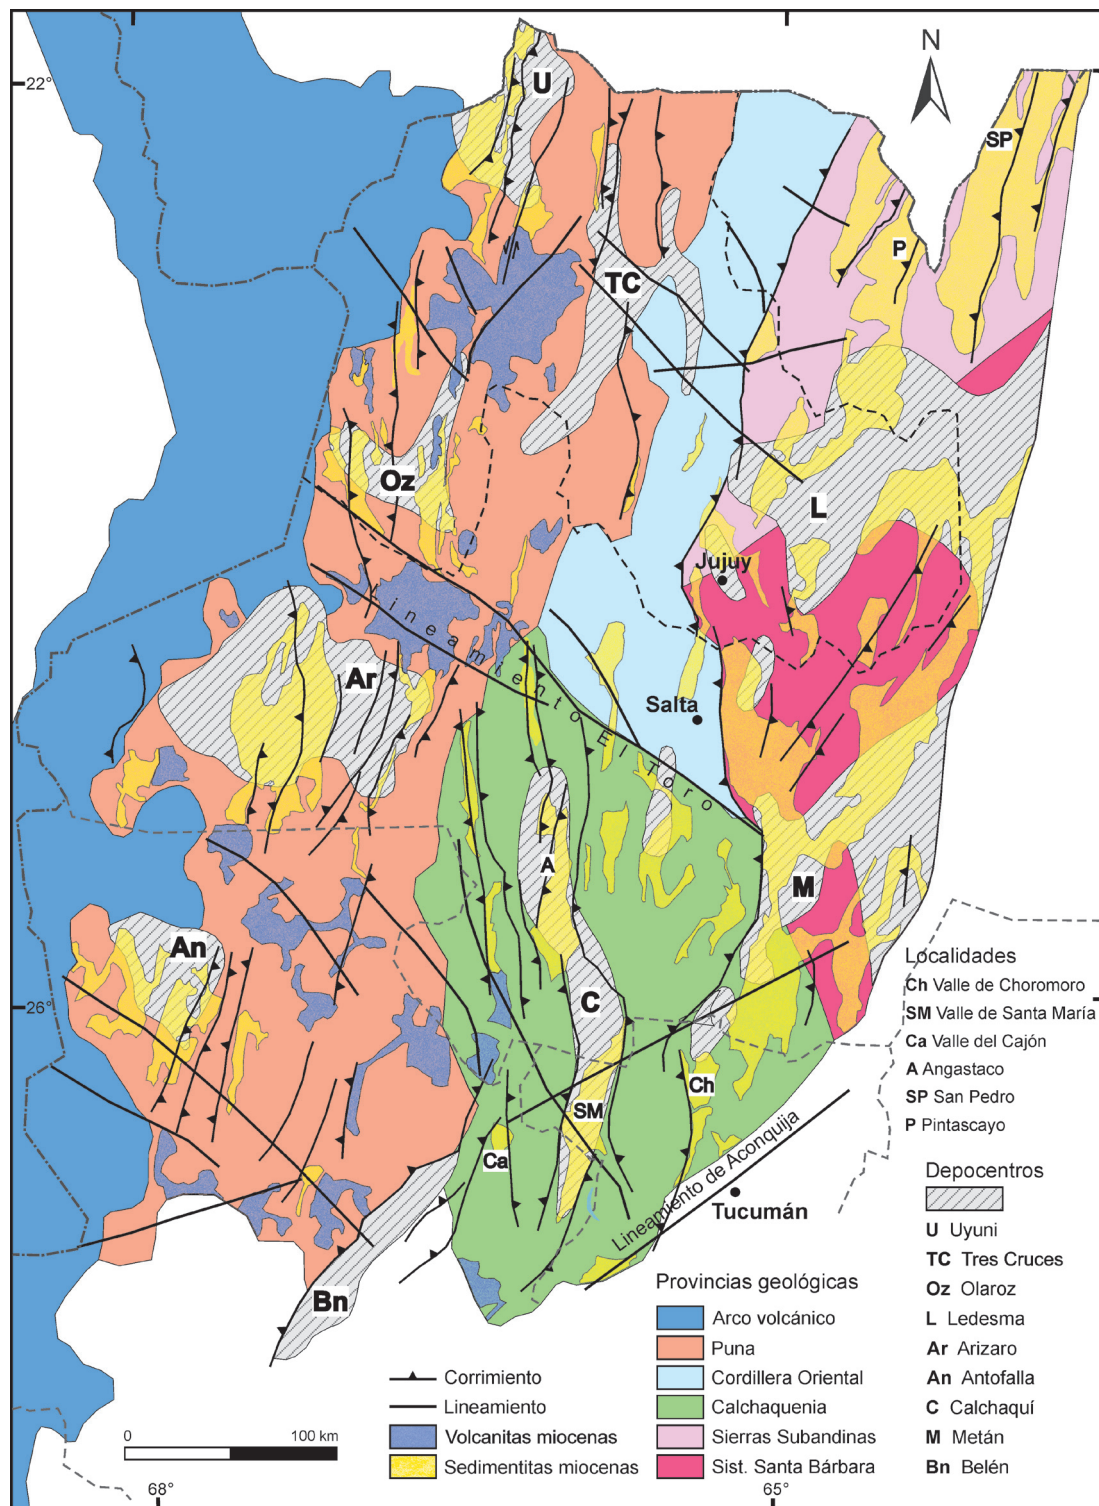 N
22°
U
SP
P
TC
Oz
L
Jujuy
Lineamiento El Toro
Ar
Salta
A
M
An
C
26°
Ch
SM
Ca
Lineamiento de Aconquija
Tucumán
Bn
Localidades
Ch Valle de Choromoro
SM Valle de Santa María
Ca Valle del Cajón
A Angastaco
SP San Pedro
P Pintascayo
Depocentros
U Uyuni
TC Tres Cruces
Oz Olaroz
L Ledesma
Ar Arizaro
An Antofalla
C Calchaquí
M Metán
Bn Belén
Provincias geológicas
Arco volcánico
Puna
Cordillera Oriental
Calchaquenia
Sierras Subandinas
Sist. Santa Bárbara
Corrimiento
Lineamiento
Volcanitas miocenas
Sedimentitas miocenas
0 100 km
68° 65°